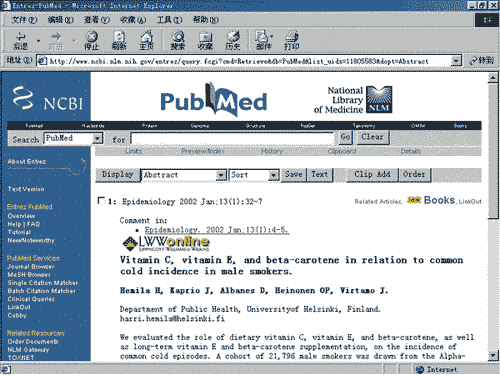 Entrez-PubMed - Microsoft Internet Explorer
文件(F) 编辑(E) 查看(V) 收藏(A) 工具(T) 帮助(H)
后退 前进 停止 刷新 主页 搜索 收藏 历史 邮件 打印
地址(D) http://www.ncbi.nlm.nih.gov/entrez/query.fcgi?cmd=Retrieve&db=PubMed&list_uids=11805583&dopt=Abstract 转到
NCBI PubMed National Library of Medicine NLM
PubMed Nucleotide Protein Genome Structure PopSet Taxonomy OMIM Books
Search PubMed for Go Clear
Limits Preview/Index History Clipboard Details
About Entrez
Display Abstract Sort Save Text Clip Add Order
Text Version
1: Epidemiology 2002 Jan;13(1):32-7 Related Articles, Books, LinkOut
Entrez PubMed
Overview
Help | FAQ
Tutorial
New/Noteworthy
PubMed Services
Journal Browser
MeSH Browser
Single Citation Matcher
Batch Citation Matcher
Clinical Queries
LinkOut
Cubby
Related Resources
Order Documents
NLM Gateway
TOXNET
Comment in:
Epidemiology. 2002 Jan;13(1):4-5.
LWWonline
LIPPINCOTT WILLIAMS & WILKINS
Vitamin C, vitamin E, and beta-carotene in relation to common
cold incidence in male smokers.
Hemila H, Kaprio J, Albanes D, Heinonen OP, Virtamo J.
Department of Public Health, Universityof Helsinki, Finland.
harri.hemila@helsinki.fi
We evaluated the role of dietary vitamin C, vitamin E, and beta-carotene, as well
as long-term vitamin E and beta-carotene supplementation, on the incidence of
common cold episodes. A cohort of 21,796 male smokers was drawn from the Alpha-
Internet